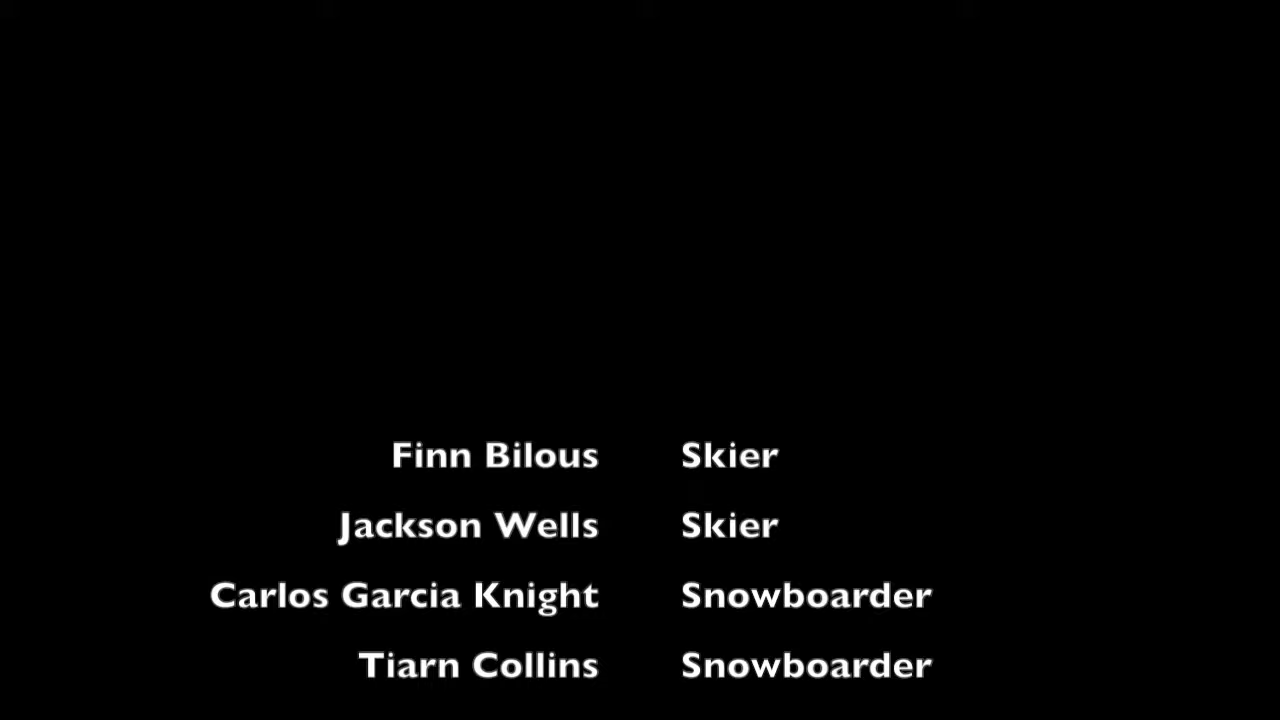 Finn Bilous Skier
Jackson Wells Skier
Carlos Garcia Knight Snowboarder
Tiarn Collins Snowboarder